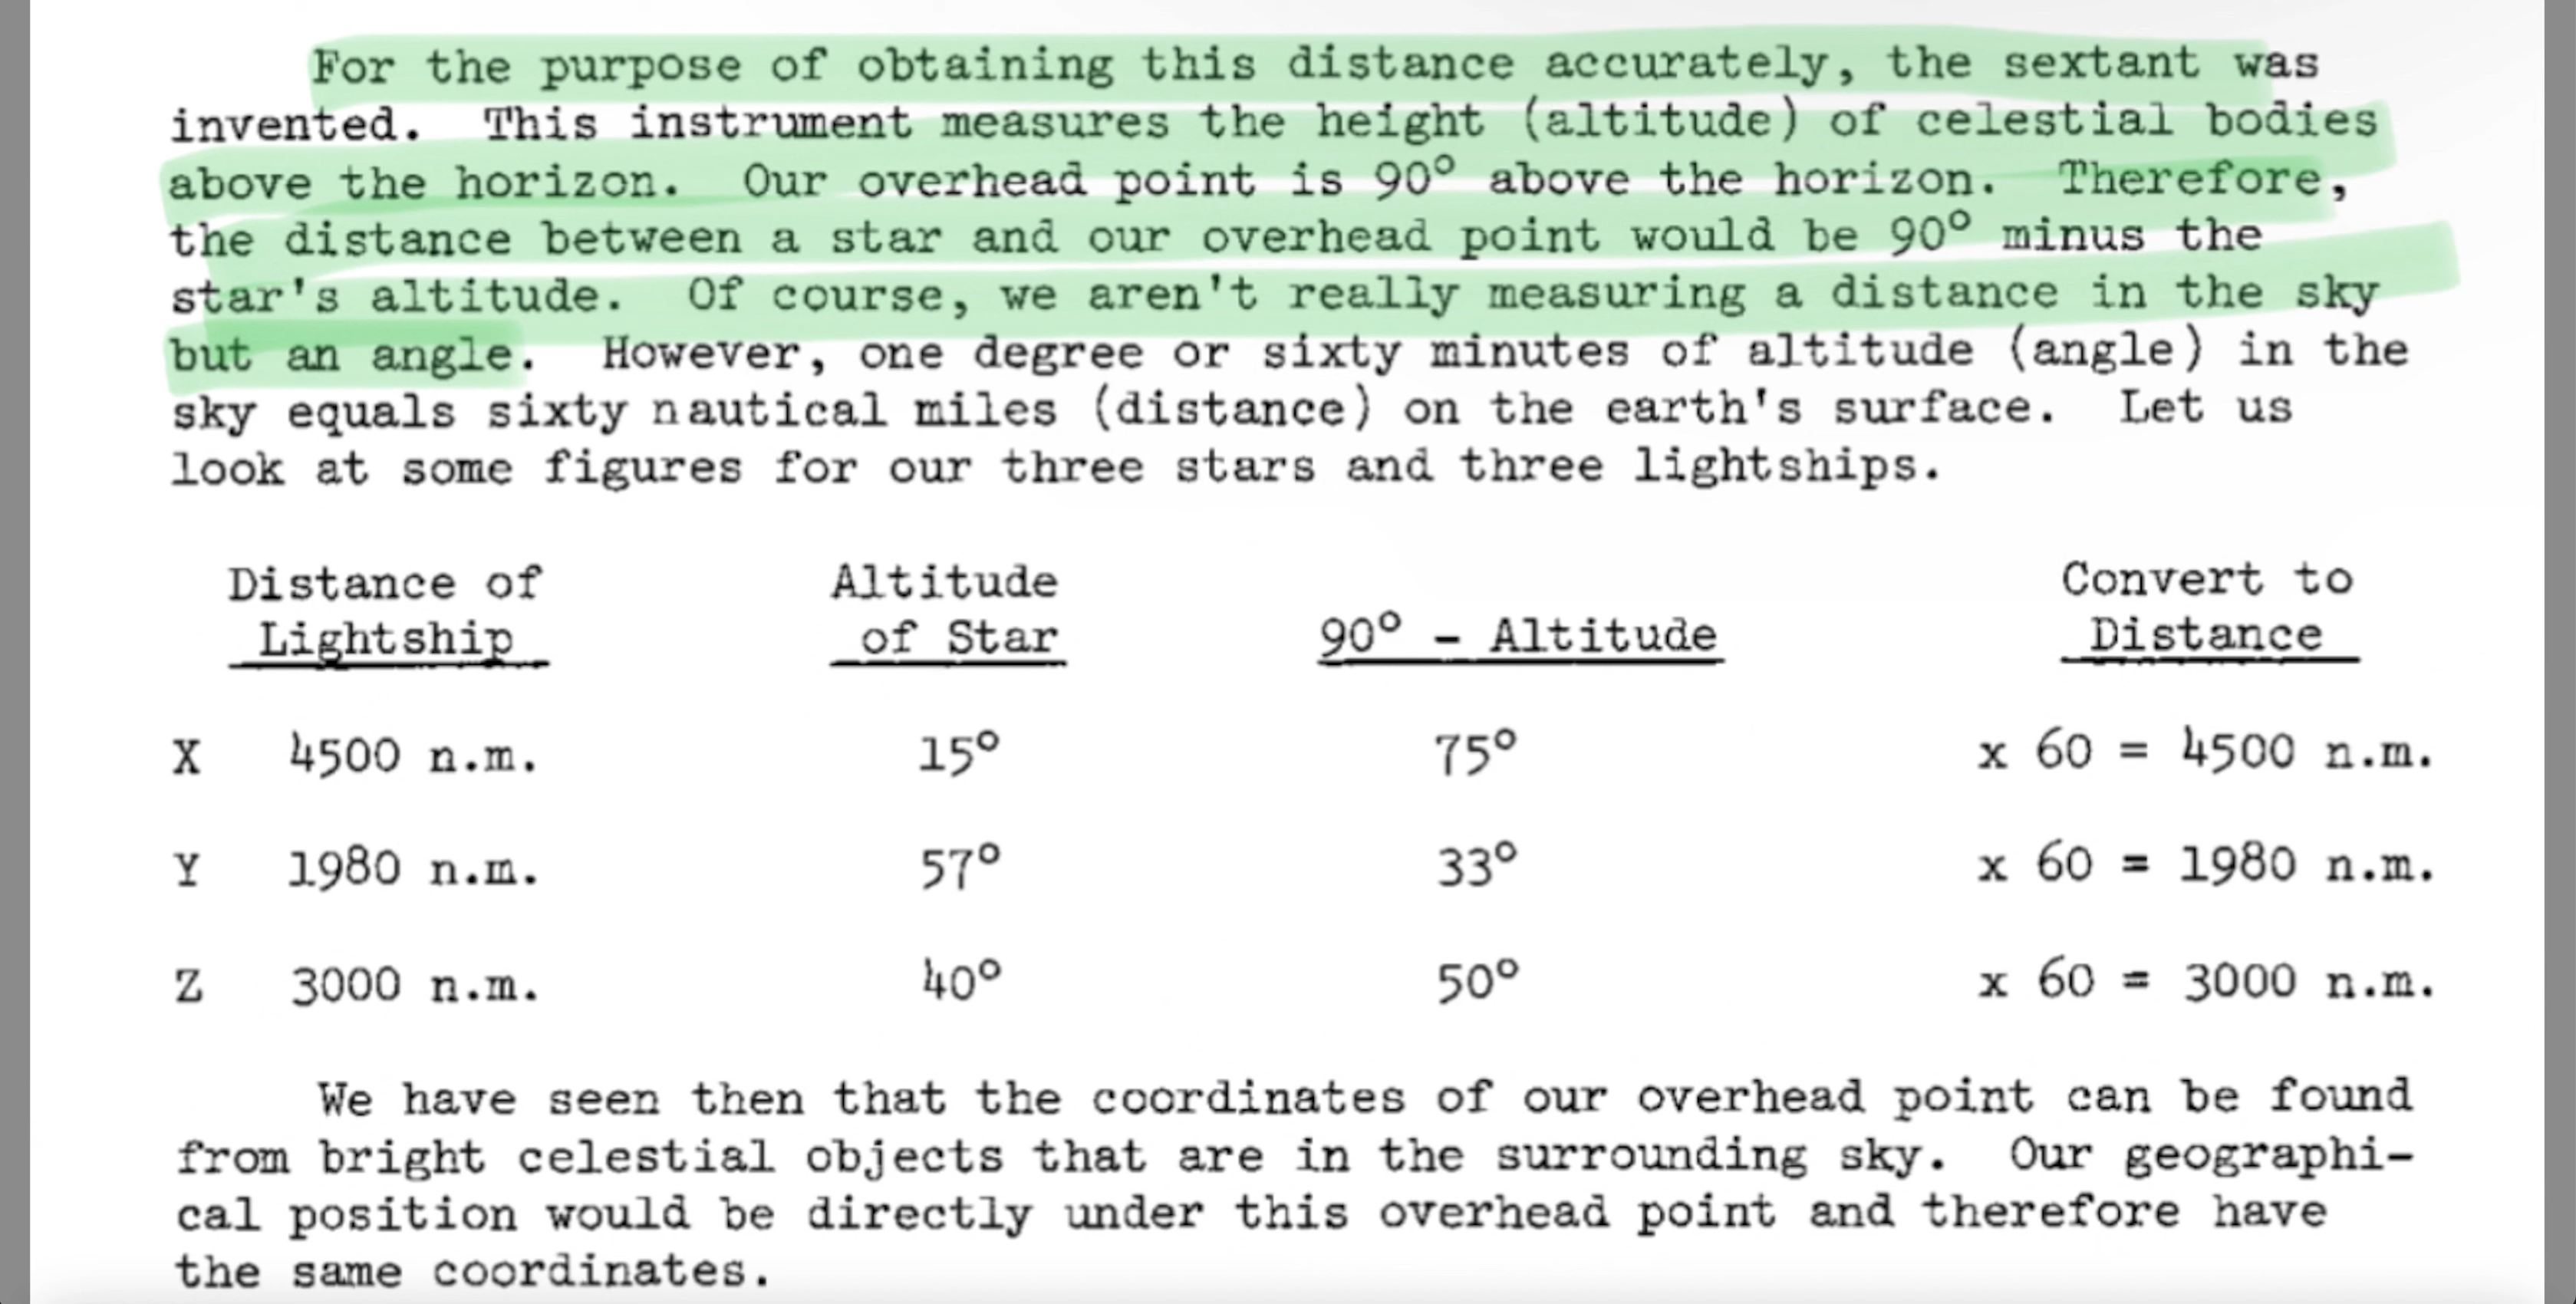 For the purpose of obtaining this distance accurately, the sextant was
invented. This instrument measures the height (altitude) of celestial bodies
above the horizon. Our overhead point is 90° above the horizon. Therefore,
the distance between a star and our overhead point would be 90° minus the
star's altitude. Of course, we aren't really measuring a distance in the sky
but an angle. However, one degree or sixty minutes of altitude (angle) in the
sky equals sixty nautical miles (distance) on the earth's surface. Let us
look at some figures for our three stars and three lightships.
Distance of Altitude Convert to
Lightship of Star 90° - Altitude Distance
X 4500 n.m. 15° 75° x 60 = 4500 n.m.
Y 1980 n.m. 57° 33° x 60 = 1980 n.m.
Z 3000 n.m. 40° 50° x 60 = 3000 n.m.
We have seen then that the coordinates of our overhead point can be found
from bright celestial objects that are in the surrounding sky. Our geographi-
cal position would be directly under this overhead point and therefore have
the same coordinates.